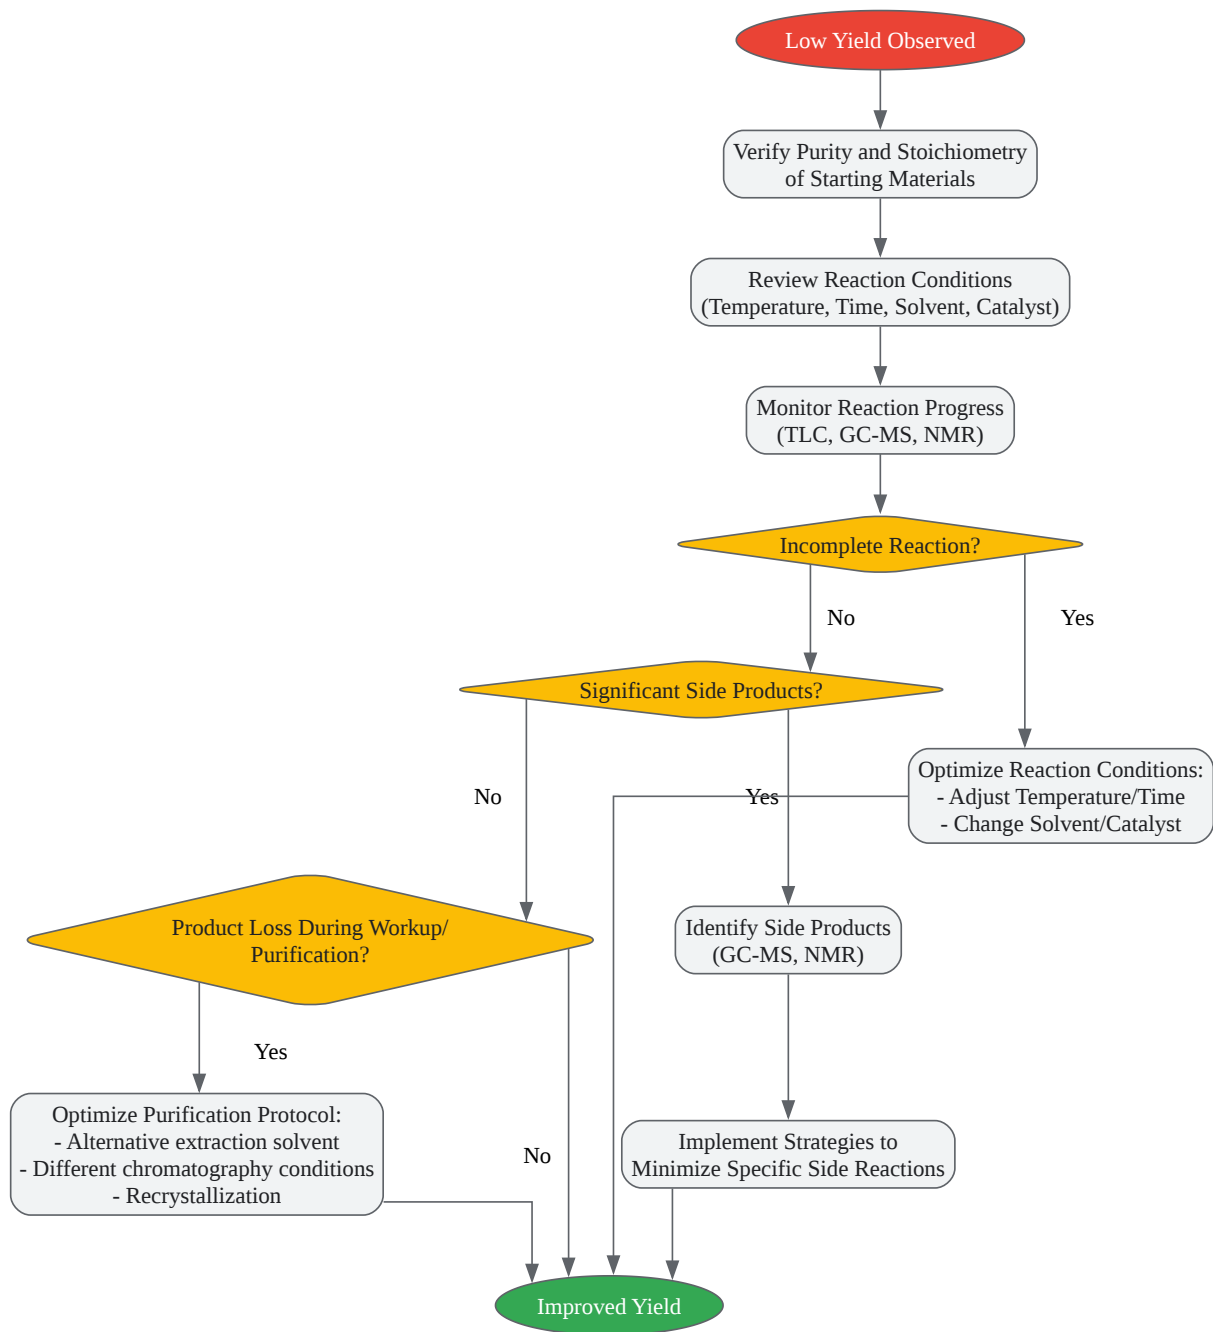 Low Yield Observed
Verify Purity and Stoichiometry
of Starting Materials
Review Reaction Conditions
(Temperature, Time, Solvent, Catalyst)
Monitor Reaction Progress
(TLC, GC-MS, NMR)
Incomplete Reaction?
No
Yes
Significant Side Products?
Optimize Reaction Conditions:
- Adjust Temperature/Time
- Change Solvent/Catalyst
No
Yes
Product Loss During Workup/
Purification?
Identify Side Products
(GC-MS, NMR)
Yes
Optimize Purification Protocol:
- Alternative extraction solvent
- Different chromatography conditions
- Recrystallization
No
Implement Strategies to
Minimize Specific Side Reactions
Improved Yield